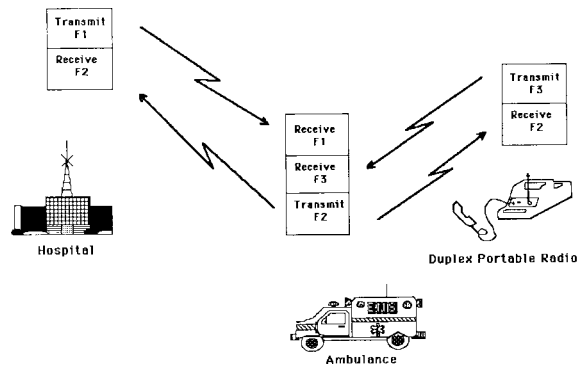 Transmit
F1
Receive
F2
Transmit
F3
Receive
F2
Receive
F1
Receive
F3
Transmit
F2
Hospital
Duplex Portable Radio
Ambulance